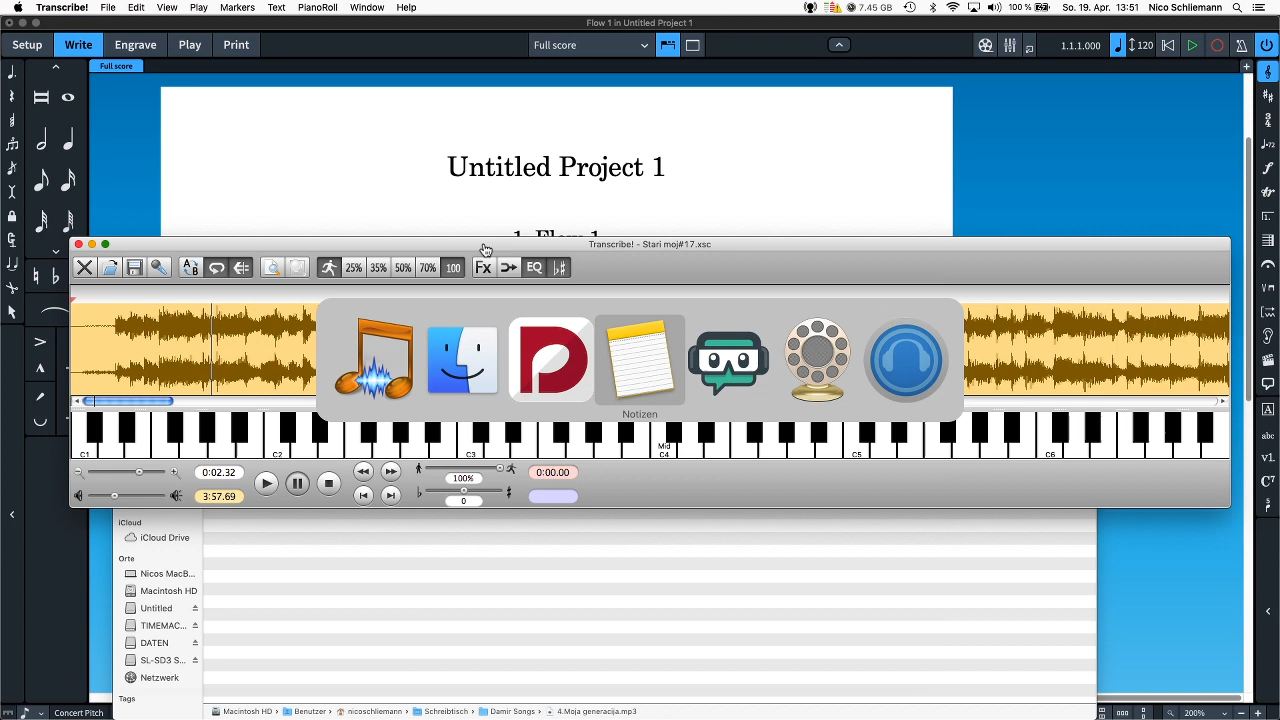 Transcribe! File Edit View Play Markers Text PianoRoll Window Help 7.45 GB 100 % So. 19. Apr. 13:51 Nico Schliemann
Flow 1 in Untitled Project 1
Setup Write Engrave Play Print Full score 1.1.1.000 120
Full score
Untitled Project 1
1. Flow 1
Transcribe! - Stari moj#17.xsc
25% 35% 50% 70% 100 Fx EQ
Notizen
C1 C2 C3 Mid C4 C5 C6
0:02.32 100% 0:00.00
3:57.69 0
iCloud
iCloud Drive
Orte
Nicos MacB...
Macintosh HD
Untitled
TIMEMAC...
DATEN
SL-SD3 S...
Netzwerk
Tags
Macintosh HD Benutzer nicoschliemann Schreibtisch Damir Songs 4.Moja generacija.mp3
Concert Pitch 200%